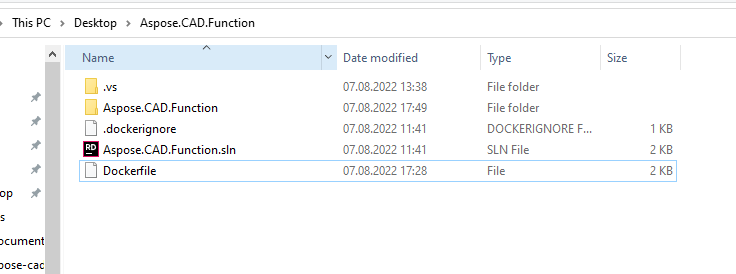 This PC > Desktop > Aspose.CAD.Function
Name Date modified Type Size
.vs 07.08.2022 13:38 File folder
Aspose.CAD.Function 07.08.2022 17:49 File folder
.dockerignore 07.08.2022 11:41 DOCKERIGNORE F... 1 KB
RD Aspose.CAD.Function.sln 07.08.2022 11:41 SLN File 2 KB
Dockerfile 07.08.2022 17:28 File 2 KB
op
s
ocument
pose-cad